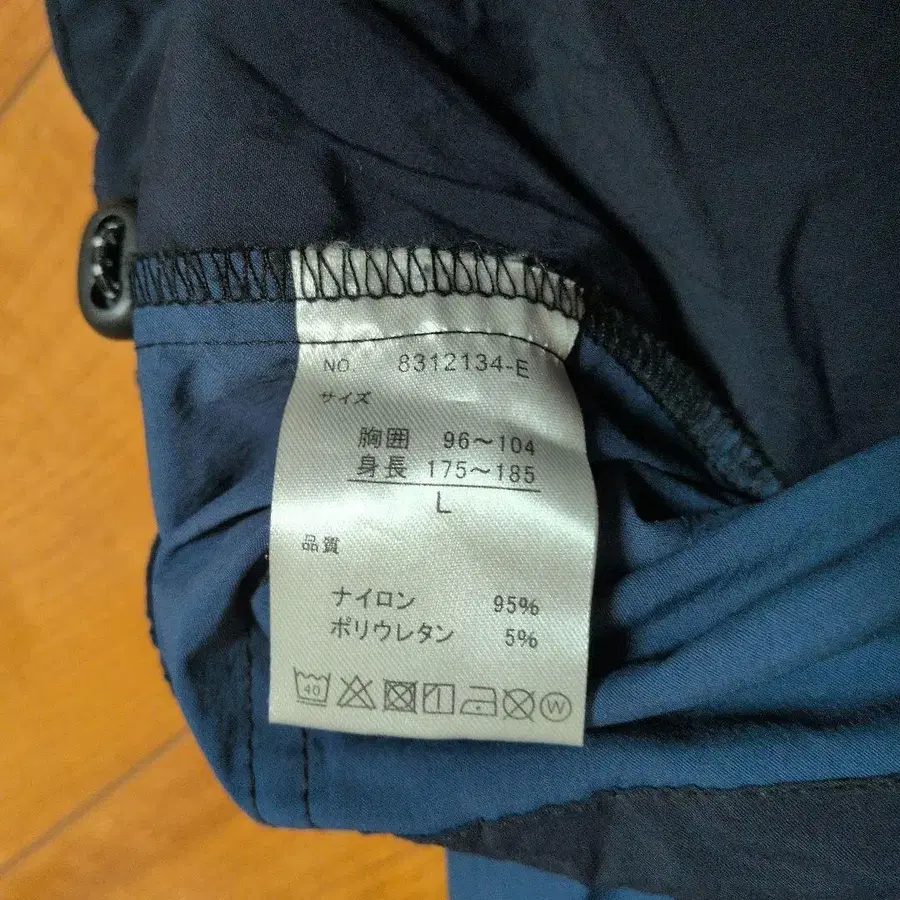 NO. 8312134-E
サイズ
胸囲 96～104
身長 175～185
L
品質
ナイロン 95%
ポリウレタン 5%
40 W